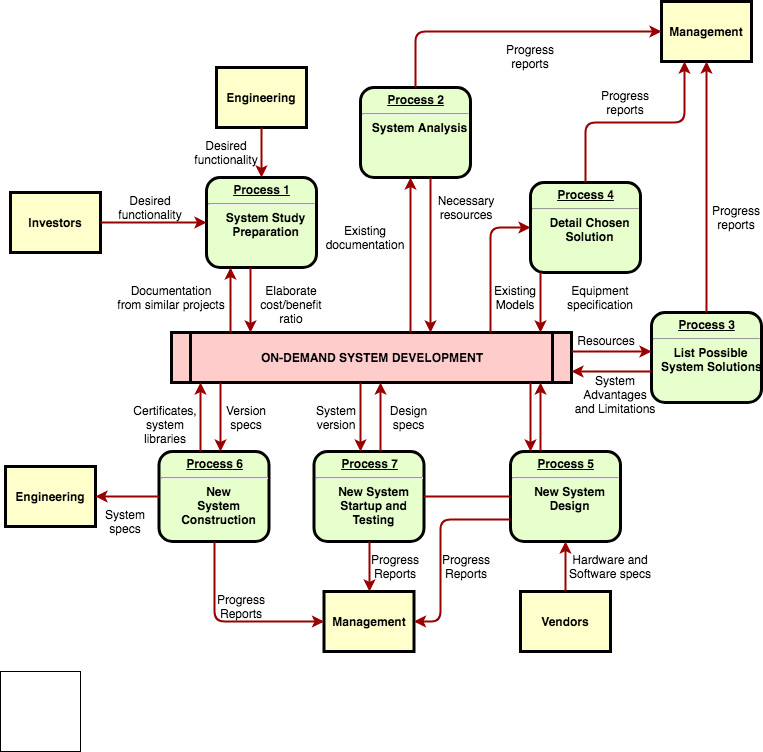 Management
Progress
reports
Engineering
Process 2
System Analysis
Progress
reports
Desired
functionality
Process 1
System Study
Preparation
Process 4
Detail Chosen
Solution
Investors
Desired
functionality
Necessary
resources
Progress
reports
Existing
documentation
Documentation
from similar projects
Elaborate
cost/benefit
ratio
Existing
Models
Equipment
specification
Process 3
List Possible
System Solutions
ON-DEMAND SYSTEM DEVELOPMENT
Resources
System
Advantages
and Limitations
Certificates,
system
libraries
Version
specs
System
version
Design
specs
Process 6
New
System
Construction
Process 7
New System
Startup and
Testing
Process 5
New System
Design
Engineering
System
specs
Progress
Reports
Progress
Reports
Hardware and
Software specs
Progress
Reports
Management
Vendors